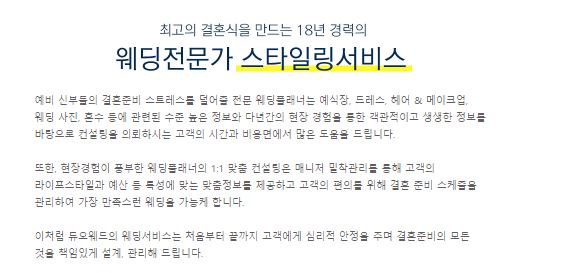 최고의 결혼식을 만드는 18년 경력의
웨딩전문가 스타일링서비스
예비 신부들의 결혼준비 스트레스를 덜어줄 전문 웨딩플래너는 예식장, 드레스, 헤어 & 메이크업,
웨딩 사진, 혼수 등에 관련된 수준 높은 정보와 다년간의 현장 경험을 통한 객관적이고 생생한 정보를
바탕으로 컨설팅을 의뢰하시는 고객의 시간과 비용면에서 많은 도움을 드립니다.
또한, 현장경험이 풍부한 웨딩플래너의 1:1 맞춤 컨설팅은 매니저 밀착관리를 통해 고객의
라이프스타일과 예산 등 특성에 맞는 맞춤정보를 제공하고 고객의 편의를 위해 결혼 준비 스케줄을
관리하여 가장 만족스런 웨딩을 가능케 합니다.
이처럼 듀오웨드의 웨딩서비스는 처음부터 끝까지 고객에게 심리적 안정을 주며 결혼준비의 모든
것을 책임있게 설계, 관리해 드립니다.